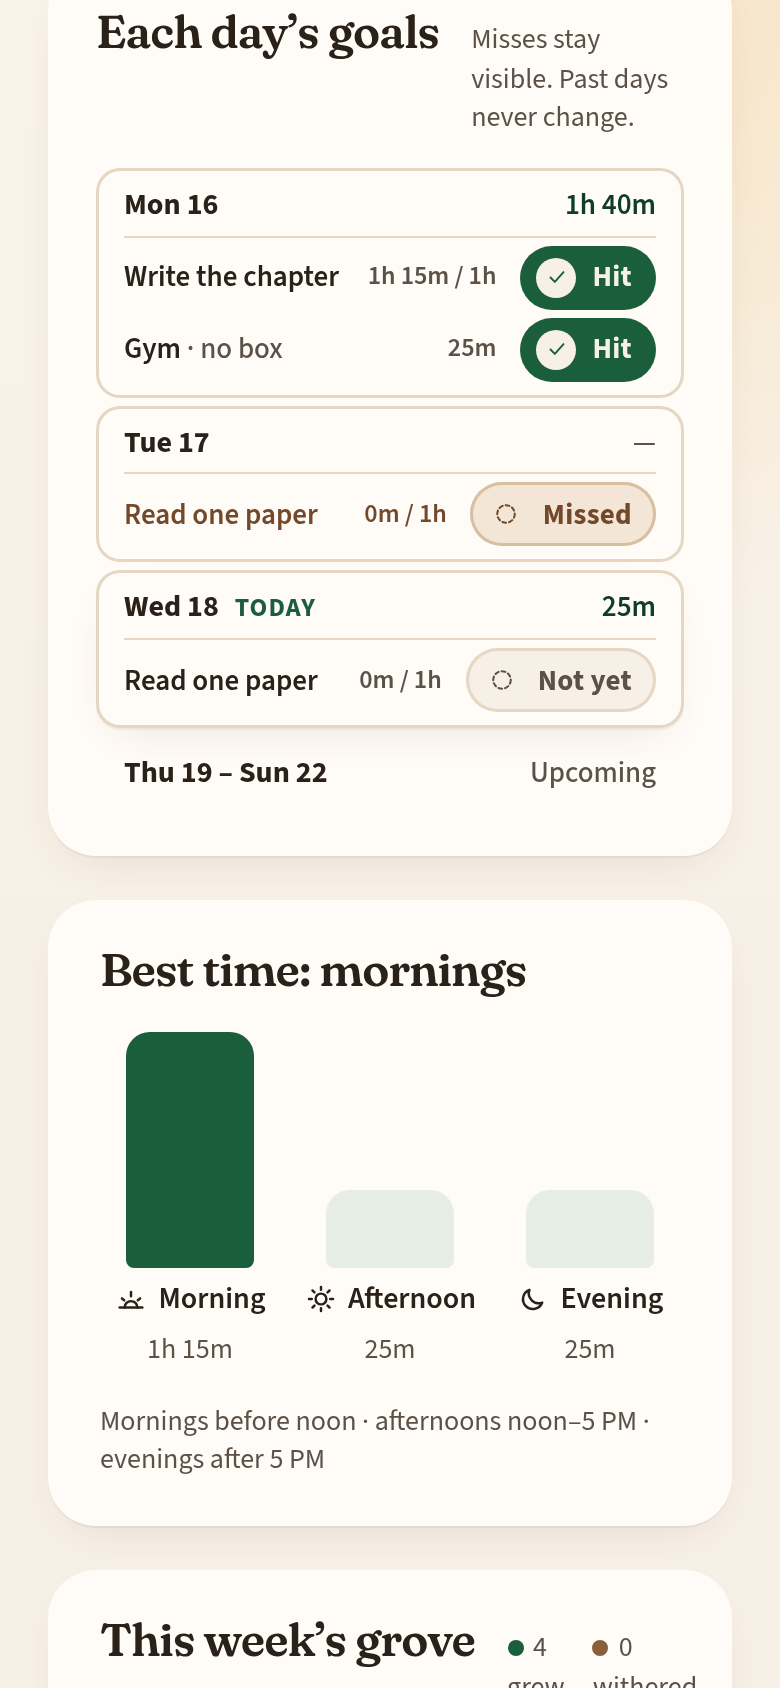 Each day’s goals
Misses stay
visible. Past days
never change.
Mon 16 1h 40m
Write the chapter 1h 15m / 1h Hit
Gym · no box 25m Hit
Tue 17 —
Read one paper 0m / 1h Missed
Wed 18 TODAY 25m
Read one paper 0m / 1h Not yet
Thu 19 – Sun 22 Upcoming
Best time: mornings
Morning Afternoon Evening
1h 15m 25m 25m
Mornings before noon · afternoons noon–5 PM ·
evenings after 5 PM
This week’s grove 4 0
grew withered